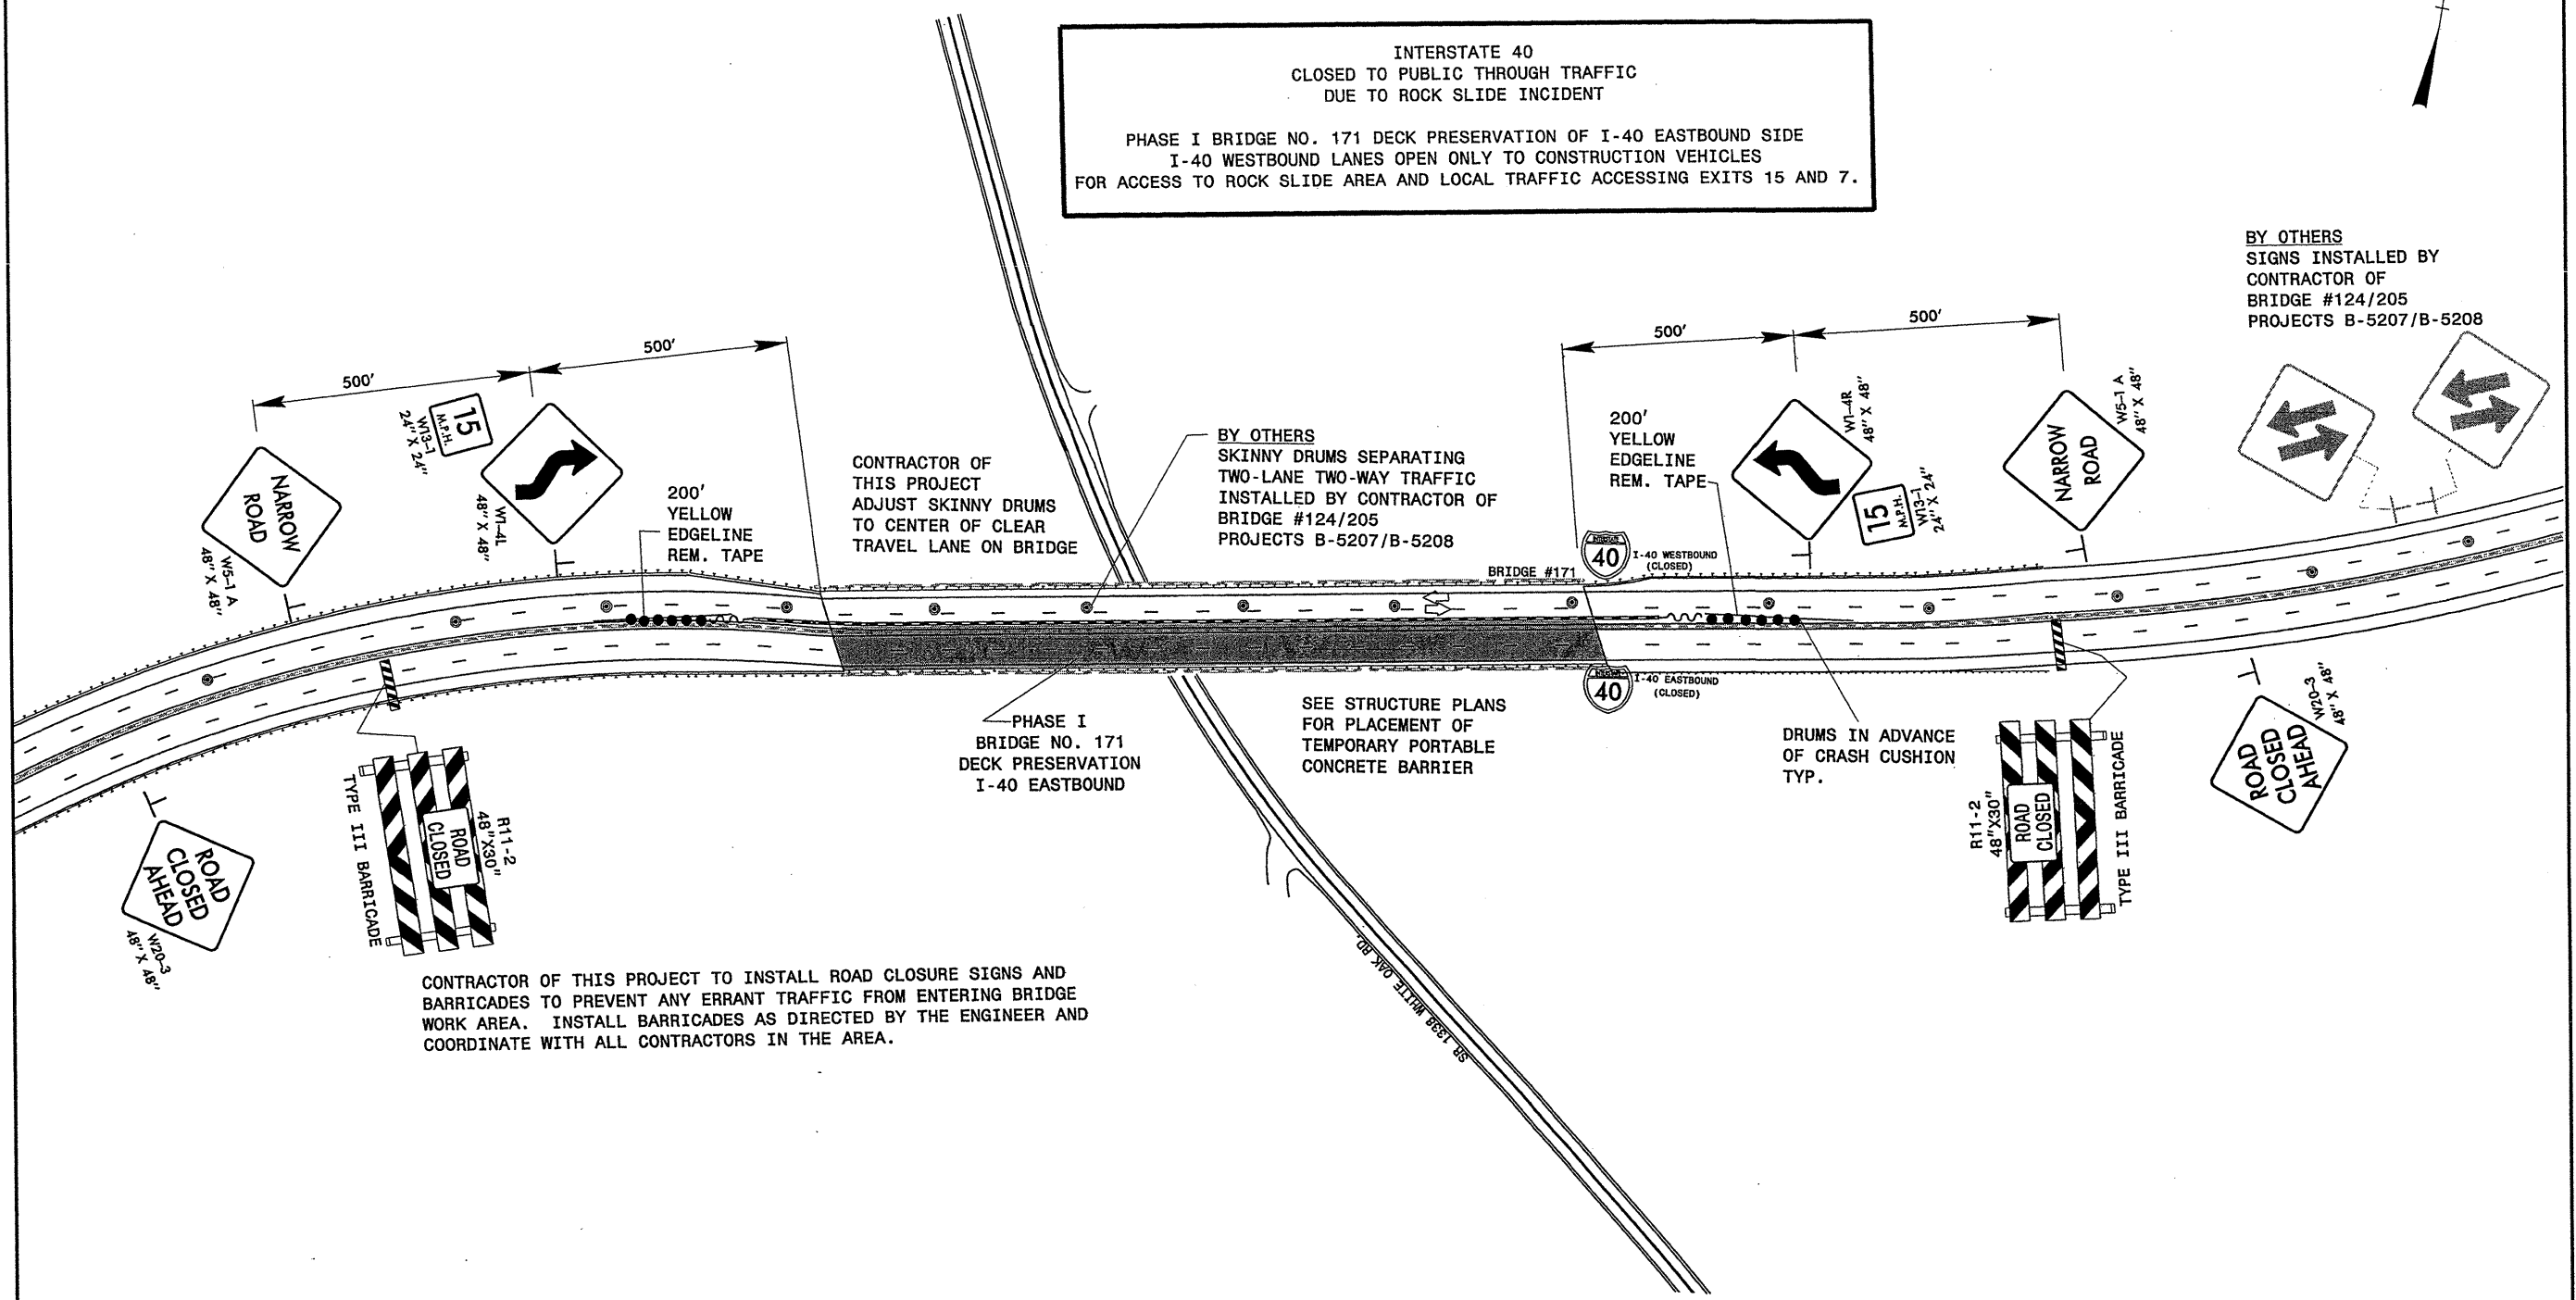 INTERSTATE 40
CLOSED TO PUBLIC THROUGH TRAFFIC
DUE TO ROCK SLIDE INCIDENT
PHASE I BRIDGE NO. 171 DECK PRESERVATION OF I-40 EASTBOUND SIDE
I-40 WESTBOUND LANES OPEN ONLY TO CONSTRUCTION VEHICLES
FOR ACCESS TO ROCK SLIDE AREA AND LOCAL TRAFFIC ACCESSING EXITS 15 AND 7.
BY OTHERS
SIGNS INSTALLED BY
CONTRACTOR OF
BRIDGE #124/205
PROJECTS B-5207/B-5208
500'
500'
500'
500'
NARROW
ROAD
W5-1 A
48" X 48"
15
M.P.H.
W13-1
24" X 24"
W1-4L
48" X 48"
200'
YELLOW
EDGELINE
REM. TAPE
CONTRACTOR OF
THIS PROJECT
ADJUST SKINNY DRUMS
TO CENTER OF CLEAR
TRAVEL LANE ON BRIDGE
BY OTHERS
SKINNY DRUMS SEPARATING
TWO-LANE TWO-WAY TRAFFIC
INSTALLED BY CONTRACTOR OF
BRIDGE #124/205
PROJECTS B-5207/B-5208
200'
YELLOW
EDGELINE
REM. TAPE
W1-4R
48" X 48"
15
M.P.H.
W13-1
24" X 24"
NARROW
ROAD
W5-1 A
48" X 48"
BRIDGE #171
INTERSTATE
40
I-40 WESTBOUND
(CLOSED)
40
I-40 EASTBOUND
(CLOSED)
PHASE I
BRIDGE NO. 171
DECK PRESERVATION
I-40 EASTBOUND
SEE STRUCTURE PLANS
FOR PLACEMENT OF
TEMPORARY PORTABLE
CONCRETE BARRIER
DRUMS IN ADVANCE
OF CRASH CUSHION
TYP.
ROAD
CLOSED
AHEAD
W20-3
48" X 48"
TYPE III BARRICADE
ROAD
CLOSED
R11-2
48"X30"
R11-2
48"X30"
ROAD
CLOSED
TYPE III BARRICADE
ROAD
CLOSED
AHEAD
W20-3
48" X 48"
CONTRACTOR OF THIS PROJECT TO INSTALL ROAD CLOSURE SIGNS AND
BARRICADES TO PREVENT ANY ERRANT TRAFFIC FROM ENTERING BRIDGE
WORK AREA. INSTALL BARRICADES AS DIRECTED BY THE ENGINEER AND
COORDINATE WITH ALL CONTRACTORS IN THE AREA.
SR 1338 WHITE OAK RD.